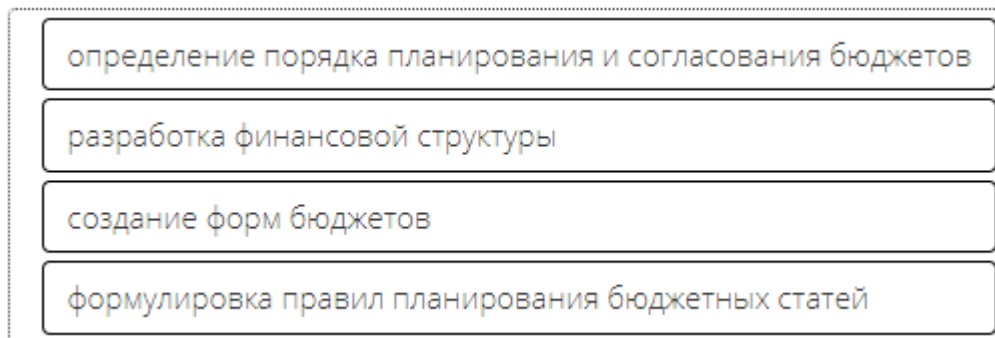 определение порядка планирования и согласования бюджетов
разработка финансовой структуры
создание форм бюджетов
формулировка правил планирования бюджетных статей